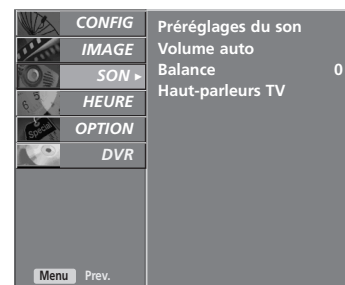 CONFIG
IMAGE
SON ▸
HEURE
OPTION
DVR
Préréglages du son
Volume auto
Balance 0
Haut-parleurs TV
Menu Prev.